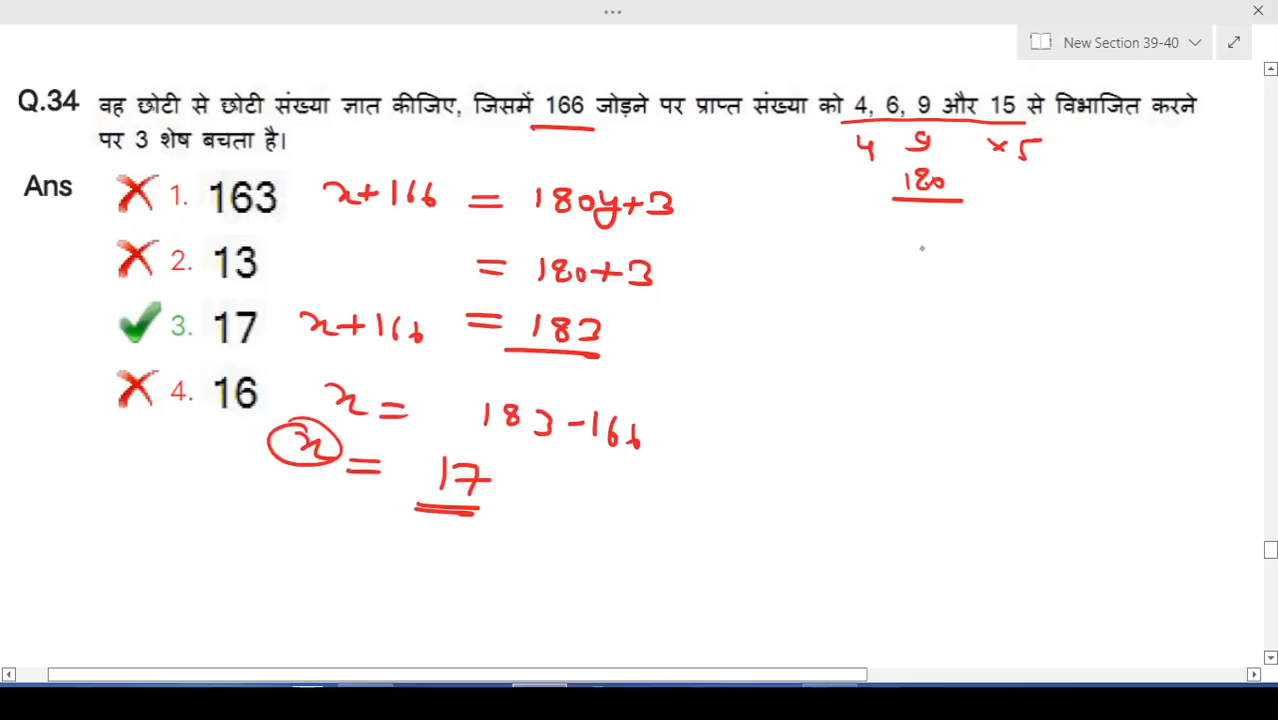 New Section 39-40
Q.34 वह छोटी से छोटी संख्या ज्ञात कीजिए, जिसमें 166 जोड़ने पर प्राप्त संख्या को 4, 6, 9 और 15 से विभाजित करने
पर 3 शेष बचता है।
4 9 × 5
180
Ans 1. 163 x+166 = 180y+3
2. 13 = 180+3
3. 17 x+166 = 183
4. 16 x = 183-166
x = 17